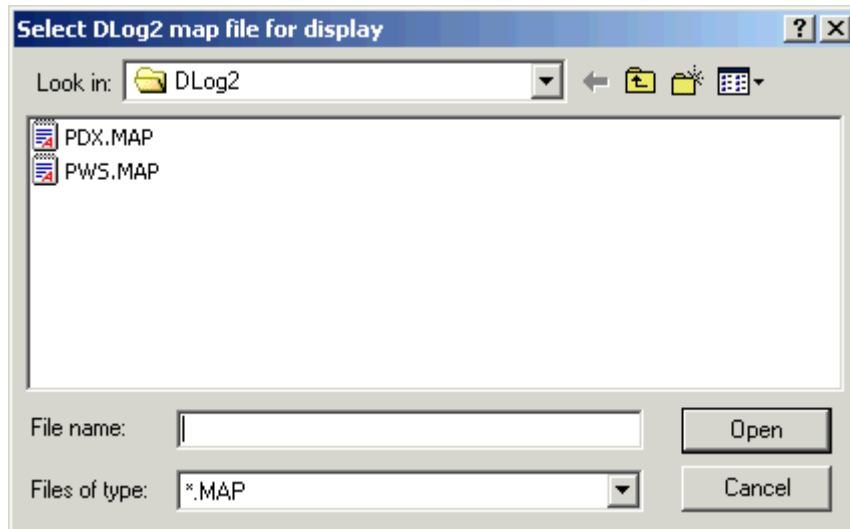 Select DLog2 map file for display
Look in: DLog2
PDX.MAP
PWS.MAP
File name: Open
Files of type: *.MAP Cancel